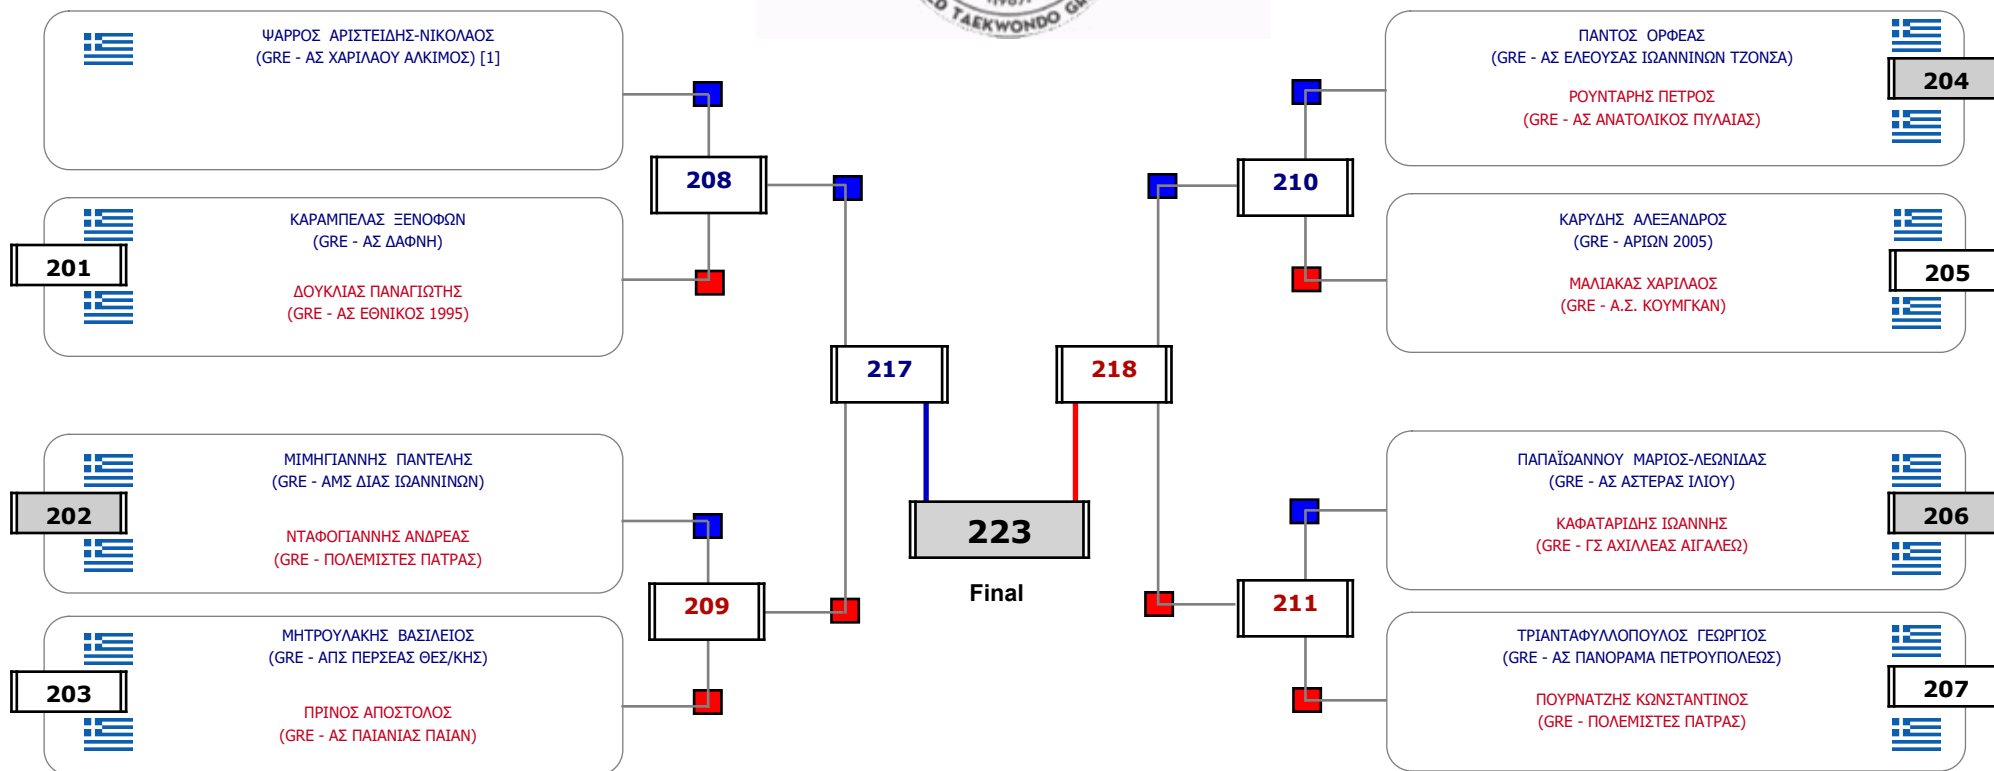 TAEKWONDO
ΨΑΡΡΟΣ ΑΡΙΣΤΕΙΔΗΣ-ΝΙΚΟΛΑΟΣ
(GRE - ΑΣ ΧΑΡΙΛΑΟΥ ΑΛΚΙΜΟΣ) [1]
201
ΚΑΡΑΜΠΕΛΑΣ ΞΕΝΟΦΩΝ
(GRE - ΑΣ ΔΑΦΝΗ)
ΔΟΥΚΛΙΑΣ ΠΑΝΑΓΙΩΤΗΣ
(GRE - ΑΣ ΕΘΝΙΚΟΣ 1995)
202
ΜΙΜΗΓΙΑΝΝΗΣ ΠΑΝΤΕΛΗΣ
(GRE - ΑΜΣ ΔΙΑΣ ΙΩΑΝΝΙΝΩΝ)
ΝΤΑΦΟΓΙΑΝΝΗΣ ΑΝΔΡΕΑΣ
(GRE - ΠΟΛΕΜΙΣΤΕΣ ΠΑΤΡΑΣ)
203
ΜΗΤΡΟΥΛΑΚΗΣ ΒΑΣΙΛΕΙΟΣ
(GRE - ΑΠΣ ΠΕΡΣΕΑΣ ΘΕΣ/ΚΗΣ)
ΠΡΙΝΟΣ ΑΠΟΣΤΟΛΟΣ
(GRE - ΑΣ ΠΑΙΑΝΙΑΣ ΠΑΙΑΝ)
208
209
217
223
Final
218
210
211
ΠΑΝΤΟΣ ΟΡΦΕΑΣ
(GRE - ΑΣ ΕΛΕΟΥΣΑΣ ΙΩΑΝΝΙΝΩΝ ΤΖΟΝΣΑ)
204
ΡΟΥΝΤΑΡΗΣ ΠΕΤΡΟΣ
(GRE - ΑΣ ΑΝΑΤΟΛΙΚΟΣ ΠΥΛΑΙΑΣ)
ΚΑΡΥΔΗΣ ΑΛΕΞΑΝΔΡΟΣ
(GRE - ΑΡΙΩΝ 2005)
205
ΜΑΛΙΑΚΑΣ ΧΑΡΙΛΑΟΣ
(GRE - Α.Σ. ΚΟΥΜΓΚΑΝ)
ΠΑΠΑΪΩΑΝΝΟΥ ΜΑΡΙΟΣ-ΛΕΩΝΙΔΑΣ
(GRE - ΑΣ ΑΣΤΕΡΑΣ ΙΛΙΟΥ)
206
ΚΑΦΑΤΑΡΙΔΗΣ ΙΩΑΝΝΗΣ
(GRE - ΓΣ ΑΧΙΛΛΕΑΣ ΑΙΓΑΛΕΩ)
ΤΡΙΑΝΤΑΦΥΛΛΟΠΟΥΛΟΣ ΓΕΩΡΓΙΟΣ
(GRE - ΑΣ ΠΑΝΟΡΑΜΑ ΠΕΤΡΟΥΠΟΛΕΩΣ)
207
ΠΟΥΡΝΑΤΖΗΣ ΚΩΝΣΤΑΝΤΙΝΟΣ
(GRE - ΠΟΛΕΜΙΣΤΕΣ ΠΑΤΡΑΣ)